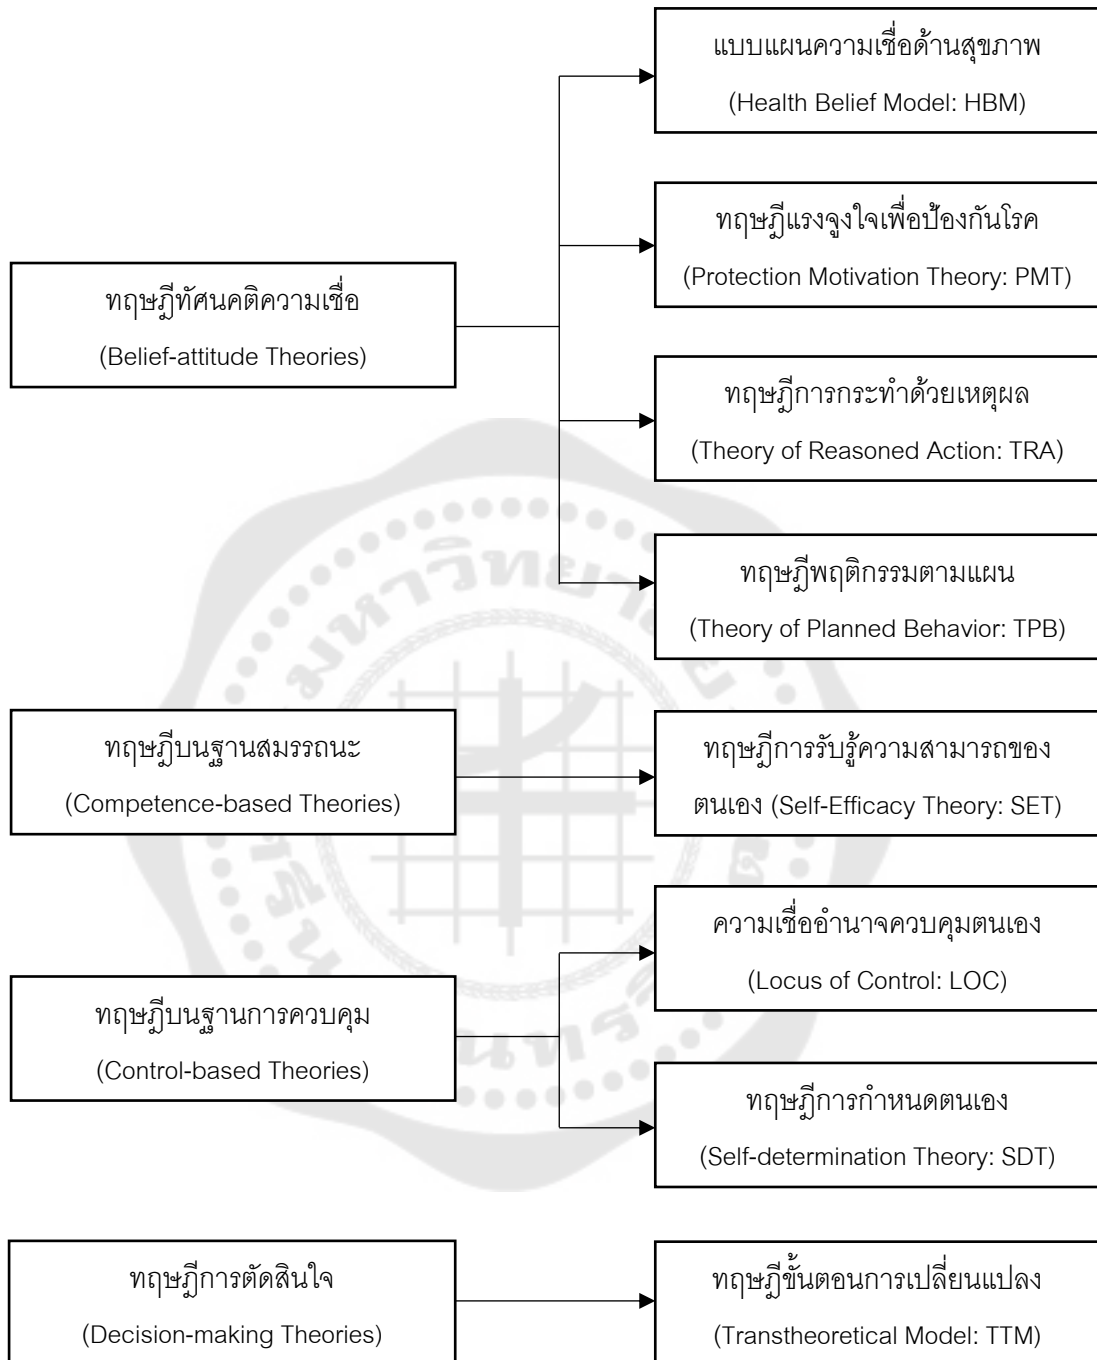 แบบแผนความเชื่อด้านสุขภาพ
(Health Belief Model: HBM)
ทฤษฎีแรงจูงใจเพื่อป้องกันโรค
(Protection Motivation Theory: PMT)
ทฤษฎีทัศนคติความเชื่อ
(Belief-attitude Theories)
ทฤษฎีการกระทำด้วยเหตุผล
(Theory of Reasoned Action: TRA)
ทฤษฎีพฤติกรรมตามแผน
(Theory of Planned Behavior: TPB)
ทฤษฎีบนฐานสมรรถนะ
(Competence-based Theories)
ทฤษฎีการรับรู้ความสามารถของ
ตนเอง (Self-Efficacy Theory: SET)
ความเชื่ออำนาจควบคุมตนเอง
(Locus of Control: LOC)
ทฤษฎีบนฐานการควบคุม
(Control-based Theories)
ทฤษฎีการกำหนดตนเอง
(Self-determination Theory: SDT)
ทฤษฎีการตัดสินใจ
(Decision-making Theories)
ทฤษฎีขั้นตอนการเปลี่ยนแปลง
(Transtheoretical Model: TTM)